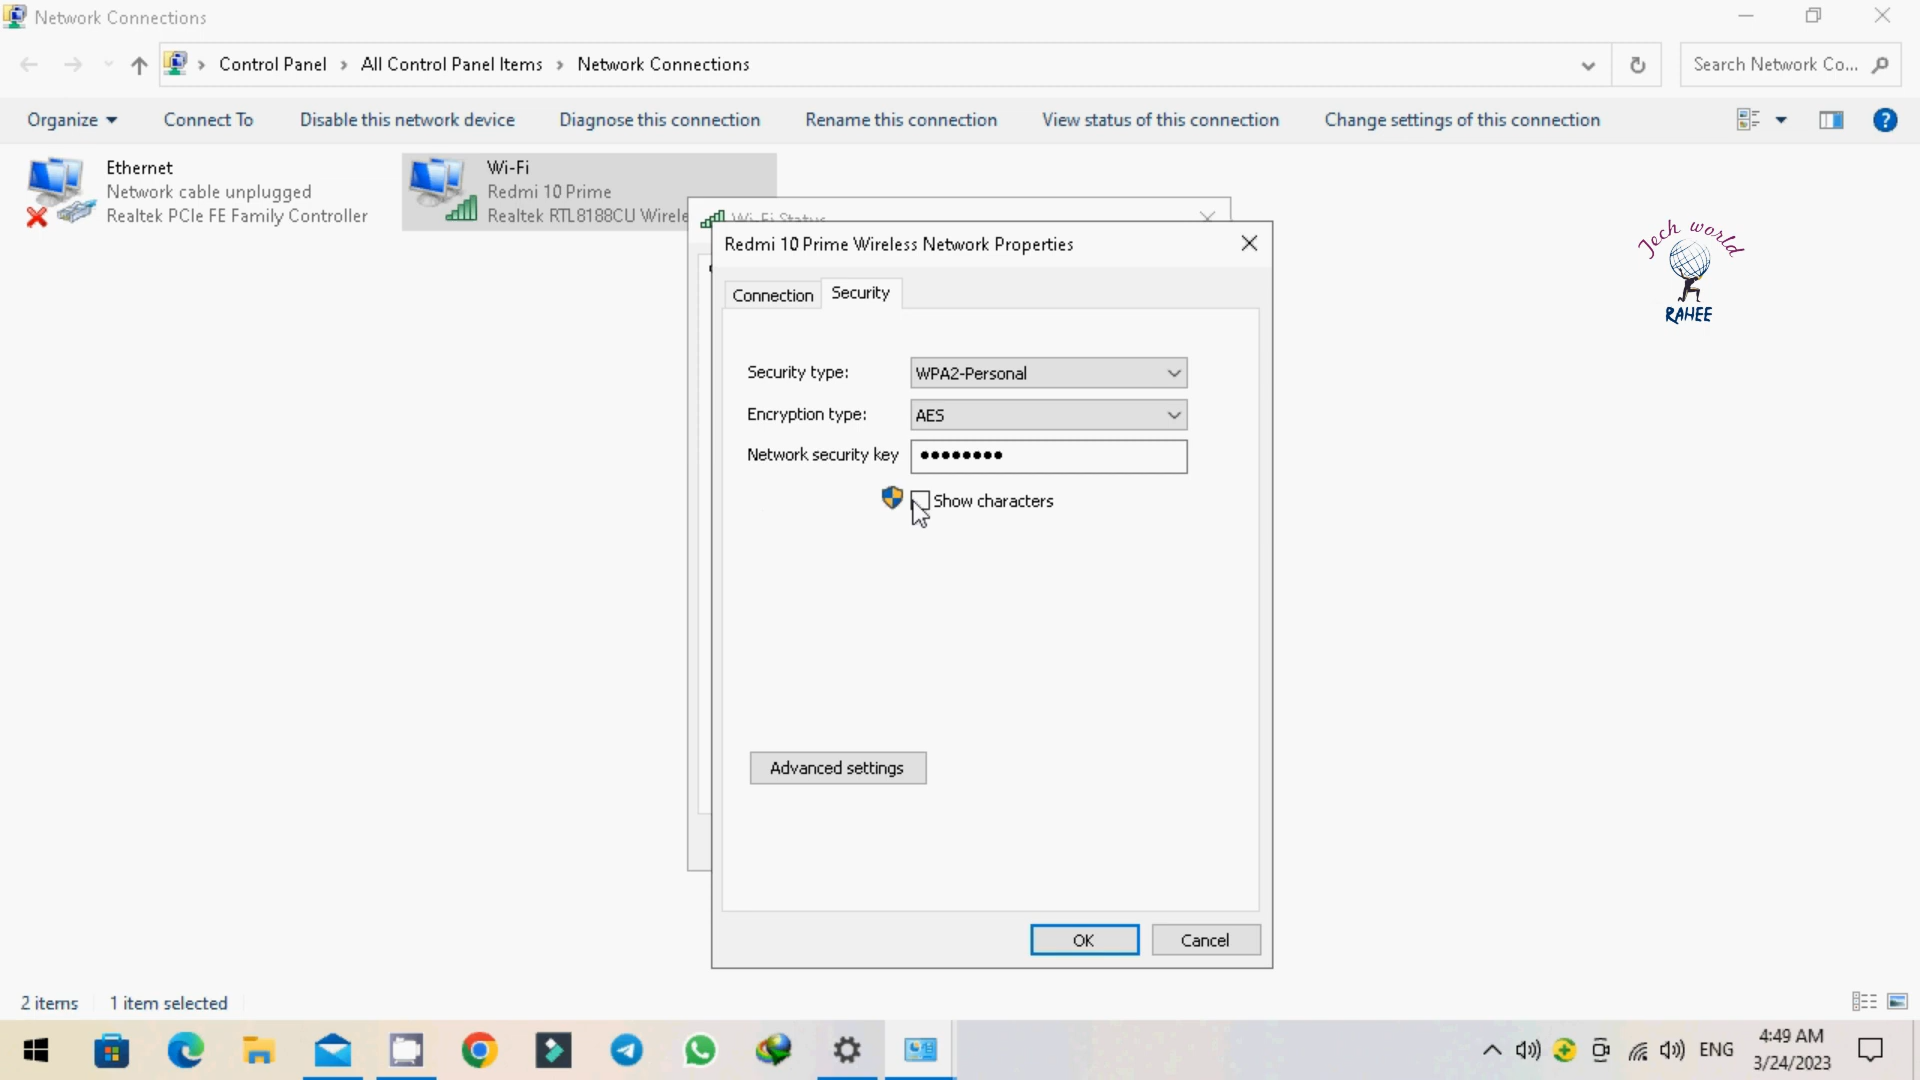 Network Connections
Control Panel › All Control Panel Items › Network Connections
Search Network Co...
Organize
Connect To
Disable this network device
Diagnose this connection
Rename this connection
View status of this connection
Change settings of this connection
Ethernet
Network cable unplugged
Realtek PCIe FE Family Controller
Wi-Fi
Redmi 10 Prime
Realtek RTL8188CU Wirele
Wi-Fi Status
Redmi 10 Prime Wireless Network Properties
Connection
Security
Security type:
WPA2-Personal
Encryption type:
AES
Network security key
••••••••
Show characters
Advanced settings
OK
Cancel
Tech world
RAHEE
2 items
1 item selected
ENG
4:49 AM
3/24/2023